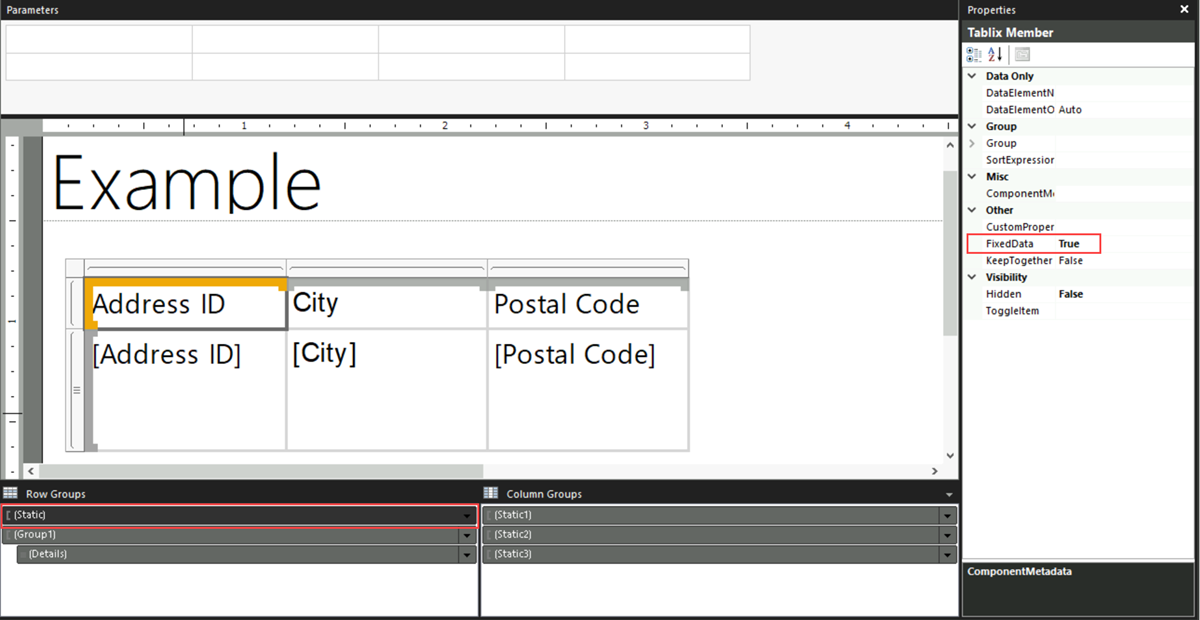 Parameters
1 2 3 4
Example
Address ID City Postal Code
[Address ID] [City] [Postal Code]
Row Groups
[ (Static)
[ (Group1)
(Details)
Column Groups
[ (Static1)
[ (Static2)
[ (Static3)
Properties
Tablix Member
Data Only
DataElementN
DataElementO Auto
Group
Group
SortExpression
Misc
ComponentMe
Other
CustomProper
FixedData True
KeepTogether False
Visibility
Hidden False
ToggleItem
ComponentMetadata